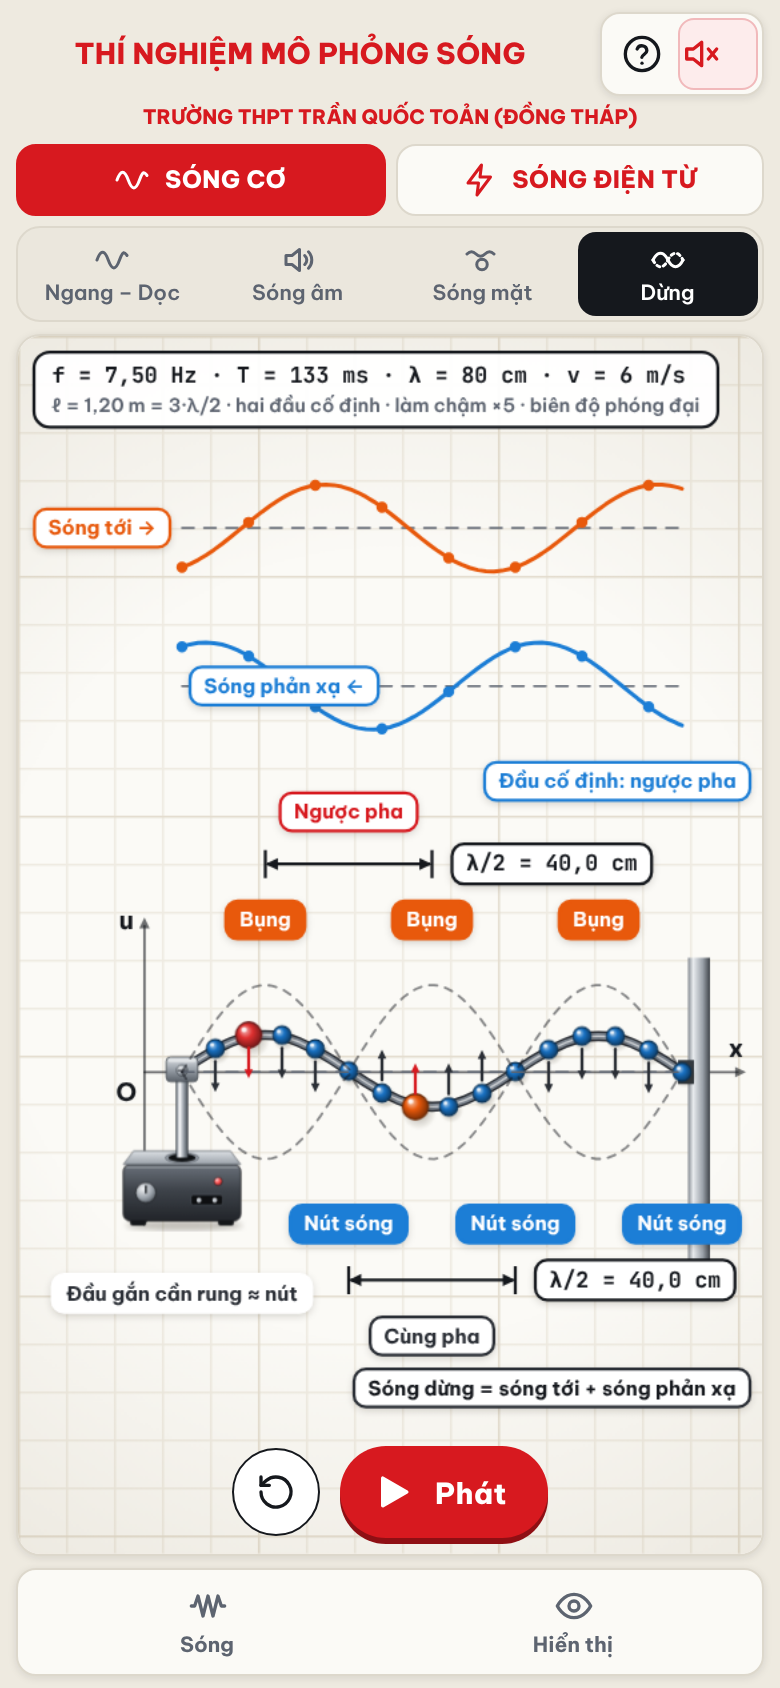 THÍ NGHIỆM MÔ PHỎNG SÓNG
TRƯỜNG THPT TRẦN QUỐC TOẢN (ĐỒNG THÁP)
SÓNG CƠ
SÓNG ĐIỆN TỪ
Ngang – Dọc
Sóng âm
Sóng mặt
Dừng
f = 7,50 Hz · T = 133 ms · λ = 80 cm · v = 6 m/s
ℓ = 1,20 m = 3·λ/2 · hai đầu cố định · làm chậm ×5 · biên độ phóng đại
Sóng tới →
Sóng phản xạ ←
Đầu cố định: ngược pha
Ngược pha
λ/2 = 40,0 cm
u
Bụng
Bụng
Bụng
x
O
Nút sóng
Nút sóng
Nút sóng
Đầu gắn cần rung ≈ nút
λ/2 = 40,0 cm
Cùng pha
Sóng dừng = sóng tới + sóng phản xạ
Phát
Sóng
Hiển thị